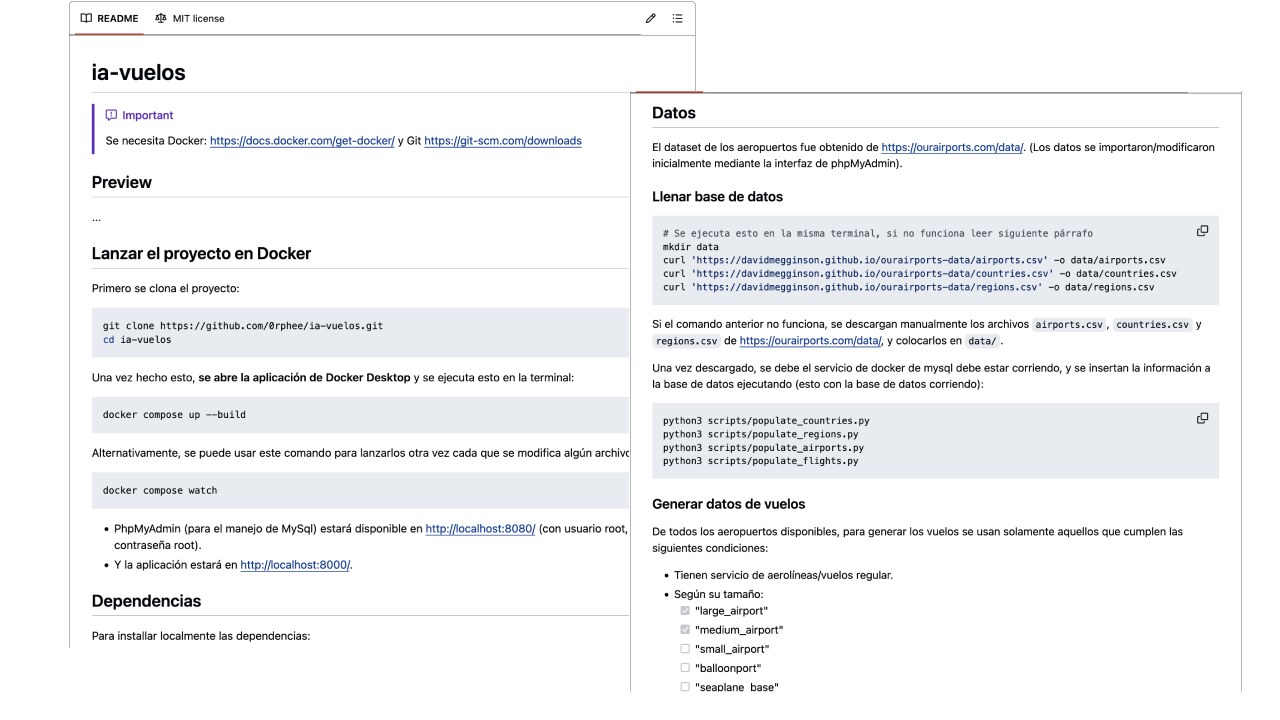 README MIT license
ia-vuelos
Important
Se necesita Docker: https://docs.docker.com/get-docker/ y Git https://git-scm.com/downloads
Preview
...
Lanzar el proyecto en Docker
Primero se clona el proyecto:
git clone https://github.com/0rphee/ia-vuelos.git
cd ia-vuelos
Una vez hecho esto, se abre la aplicación de Docker Desktop y se ejecuta esto en la terminal:
docker compose up --build
Alternativamente, se puede usar este comando para lanzarlos otra vez cada que se modifica algún archivo
docker compose watch
• PhpMyAdmin (para el manejo de MySql) estará disponible en http://localhost:8080/ (con usuario root,
contraseña root).
• Y la aplicación estará en http://localhost:8000/.
Dependencias
Para installar localmente las dependencias:
Datos
El dataset de los aeropuertos fue obtenido de https://ourairports.com/data/. (Los datos se importaron/modificaron
inicialmente mediante la interfaz de phpMyAdmin).
Llenar base de datos
# Se ejecuta esto en la misma terminal, si no funciona leer siguiente párrafo
mkdir data
curl 'https://davidmegginson.github.io/ourairports-data/airports.csv' -o data/airports.csv
curl 'https://davidmegginson.github.io/ourairports-data/countries.csv' -o data/countries.csv
curl 'https://davidmegginson.github.io/ourairports-data/regions.csv' -o data/regions.csv
Si el comando anterior no funciona, se descargan manualmente los archivos airports.csv, countries.csv y
regions.csv de https://ourairports.com/data/, y colocarlos en data/.
Una vez descargado, se debe el servicio de docker de mysql debe estar corriendo, y se insertan la información a
la base de datos ejecutando (esto con la base de datos corriendo):
python3 scripts/populate_countries.py
python3 scripts/populate_regions.py
python3 scripts/populate_airports.py
python3 scripts/populate_flights.py
Generar datos de vuelos
De todos los aeropuertos disponibles, para generar los vuelos se usan solamente aquellos que cumplen las
siguientes condiciones:
• Tienen servicio de aerolíneas/vuelos regular.
• Según su tamaño:
"large_airport"
"medium_airport"
"small_airport"
"balloonport"
"seaplane_base"